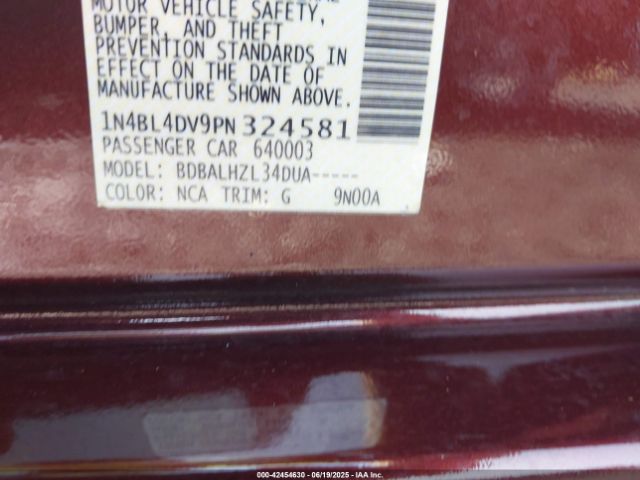 MOTOR VEHICLE SAFETY,
BUMPER, AND THEFT
PREVENTION STANDARDS IN
EFFECT ON THE DATE OF
MANUFACTURE SHOWN ABOVE.
1N4BL4DV9PN324581
PASSENGER CAR 640003
MODEL: BDBALHZL34DUA-----
COLOR: NCA TRIM: G 9N00A
000-42454630 - 06/19/2025 - IAA Inc.